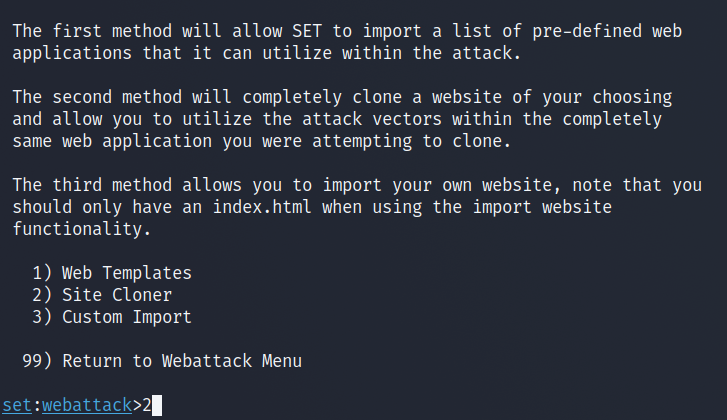 The first method will allow SET to import a list of pre-defined web
applications that it can utilize within the attack.
The second method will completely clone a website of your choosing
and allow you to utilize the attack vectors within the completely
same web application you were attempting to clone.
The third method allows you to import your own website, note that you
should only have an index.html when using the import website
functionality.
1) Web Templates
2) Site Cloner
3) Custom Import
99) Return to Webattack Menu
set:webattack>2